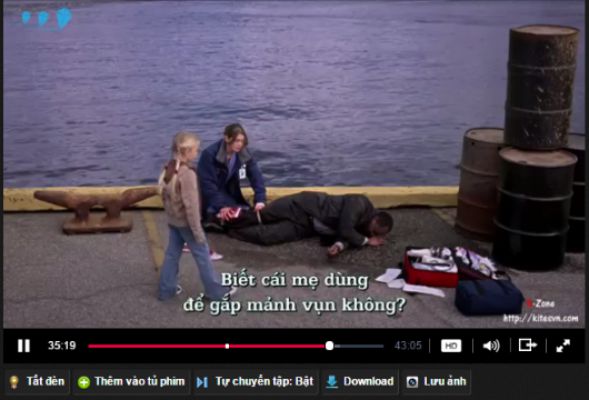 Biết cái mẹ dùng
để gắp mảnh vụn không?
-Zone
http://kitesvn.com
35:19
43:05
HD
Tắt đèn
Thêm vào tủ phim
Tự chuyển tập: Bật
Download
Lưu ảnh